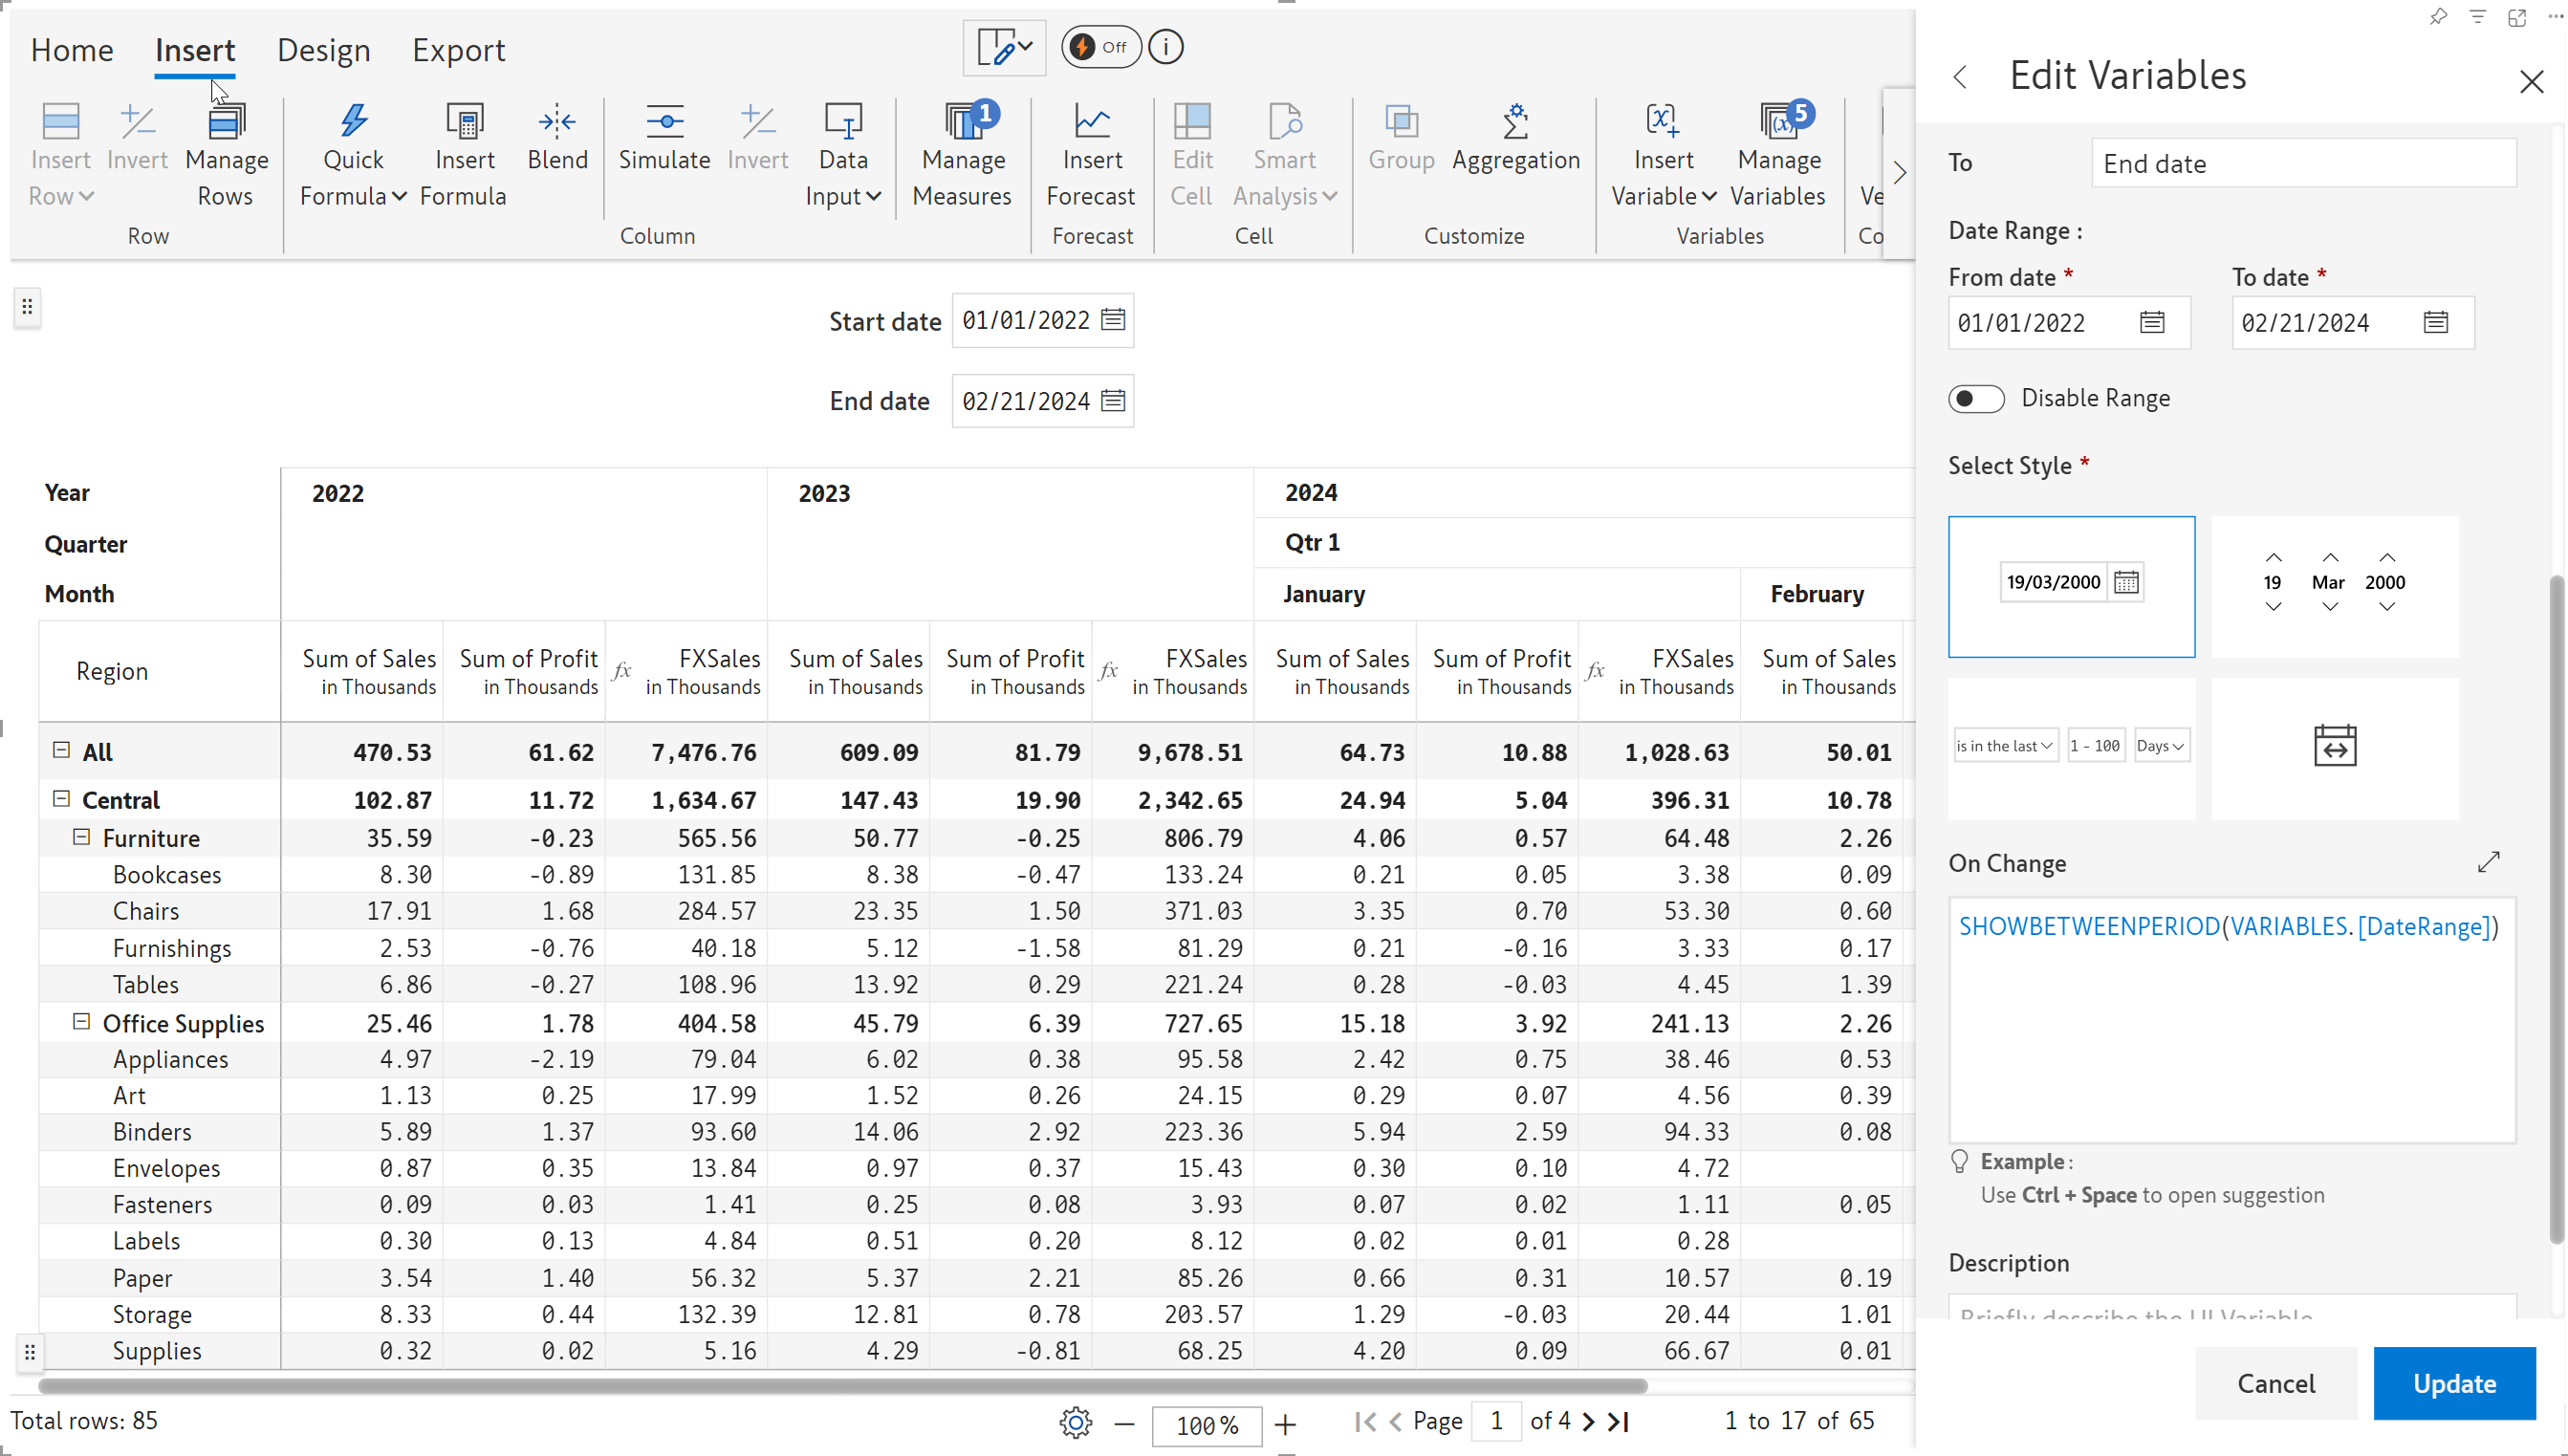 Home Insert Design Export
Off i
Insert Row Invert Manage Rows
Row
Quick Formula Insert Formula Blend Simulate Invert Data Input 1 Manage Measures
Column
Insert Forecast
Forecast
Edit Cell Smart Analysis
Cell
Group Aggregation
Customize
Insert Variable 5 Manage Variables
Variables
Ve
Co
Start date 01/01/2022
End date 02/21/2024
Year 2022 2023 2024
Quarter Qtr 1
Month January February
Region
Sum of Sales Sum of Profit fx FXSales Sum of Sales Sum of Profit fx FXSales Sum of Sales Sum of Profit fx FXSales Sum of Sales
in Thousands in Thousands in Thousands in Thousands in Thousands in Thousands in Thousands in Thousands in Thousands in Thousands
All 470.53 61.62 7,476.76 609.09 81.79 9,678.51 64.73 10.88 1,028.63 50.01
Central 102.87 11.72 1,634.67 147.43 19.90 2,342.65 24.94 5.04 396.31 10.78
Furniture 35.59 -0.23 565.56 50.77 -0.25 806.79 4.06 0.57 64.48 2.26
Bookcases 8.30 -0.89 131.85 8.38 -0.47 133.24 0.21 0.05 3.38 0.09
Chairs 17.91 1.68 284.57 23.35 1.50 371.03 3.35 0.70 53.30 0.60
Furnishings 2.53 -0.76 40.18 5.12 -1.58 81.29 0.21 -0.16 3.33 0.17
Tables 6.86 -0.27 108.96 13.92 0.29 221.24 0.28 -0.03 4.45 1.39
Office Supplies 25.46 1.78 404.58 45.79 6.39 727.65 15.18 3.92 241.13 2.26
Appliances 4.97 -2.19 79.04 6.02 0.38 95.58 2.42 0.75 38.46 0.53
Art 1.13 0.25 17.99 1.52 0.26 24.15 0.29 0.07 4.56 0.39
Binders 5.89 1.37 93.60 14.06 2.92 223.36 5.94 2.59 94.33 0.08
Envelopes 0.87 0.35 13.84 0.97 0.37 15.43 0.30 0.10 4.72
Fasteners 0.09 0.03 1.41 0.25 0.08 3.93 0.07 0.02 1.11 0.05
Labels 0.30 0.13 4.84 0.51 0.20 8.12 0.02 0.01 0.28
Paper 3.54 1.40 56.32 5.37 2.21 85.26 0.66 0.31 10.57 0.19
Storage 8.33 0.44 132.39 12.81 0.78 203.57 1.29 -0.03 20.44 1.01
Supplies 0.32 0.02 5.16 4.29 -0.81 68.25 4.20 0.09 66.67 0.01
Total rows: 85 100% Page 1 of 4 1 to 17 of 65
Edit Variables
To End date
Date Range :
From date * To date *
01/01/2022 02/21/2024
Disable Range
Select Style *
19/03/2000 19 Mar 2000
is in the last 1 - 100 Days
On Change
SHOWBETWEENPERIOD(VARIABLES.[DateRange])
Example :
Use Ctrl + Space to open suggestion
Description
Briefly describe the UI Variable
Cancel Update